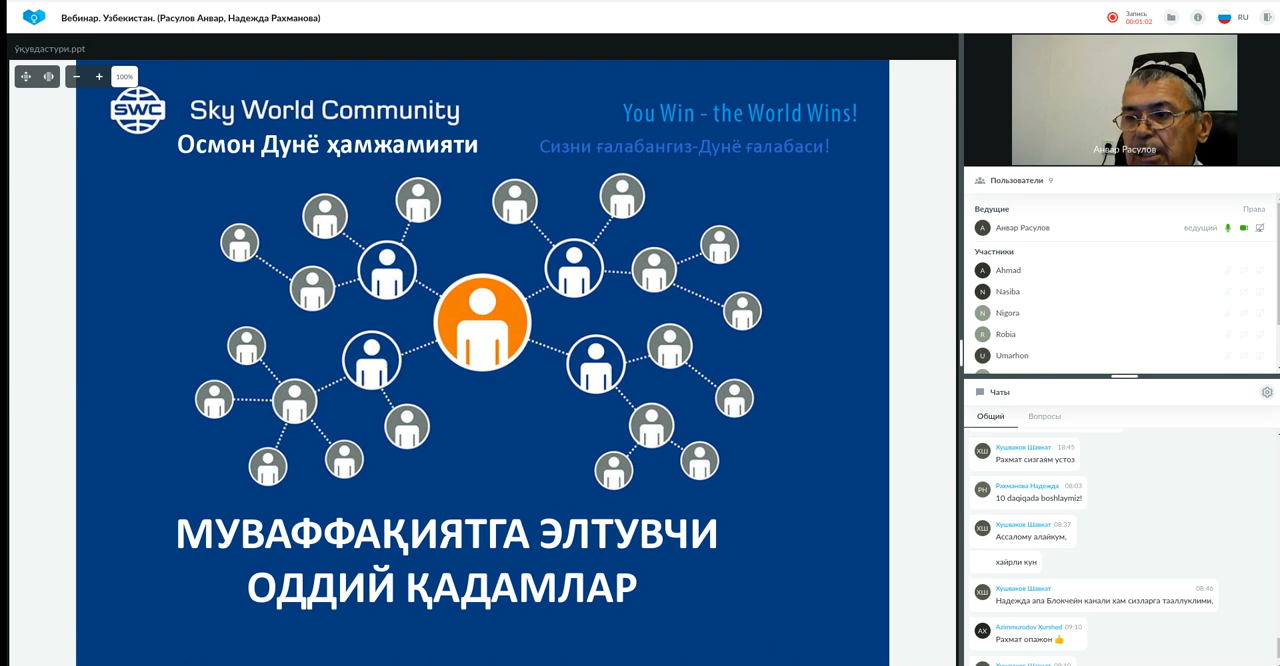 Вебинар. Узбекистан. (Расулов Анвар, Надежда Рахманова)
Запись
00:01:02
RU
ўқувдастури.ppt
100%
SWC
Sky World Community
You Win - the World Wins!
Осмон Дунё ҳамжамияти
Сизни ғалабангиз-Дунё ғалабаси!
МУВАФФАҚИЯТГА ЭЛТУВЧИ
ОДДИЙ ҚАДАМЛАР
Анвар Расулов
Пользователи 9
Ведущие Права
А Анвар Расулов ведущий
Участники
A Ahmad
N Nasiba
N Nigora
R Robia
U Umarhon
Чаты
Общий Вопросы
ХШ Хушваков Шавкат 18:45
Рахмат сизгаям устоз
РН Рахманова Надежда 08:03
10 daqiqada boshlaymiz!
ХШ Хушваков Шавкат 08:37
Ассалому алайкум,
хайрли кун
ХШ Хушваков Шавкат 08:46
Надежда апа Блокчейн канали хам сизларга тааллуклими,
AX Azimmurodov Xurshed 09:10
Рахмат опажон 👍
Хушваков Шавкат 09:10